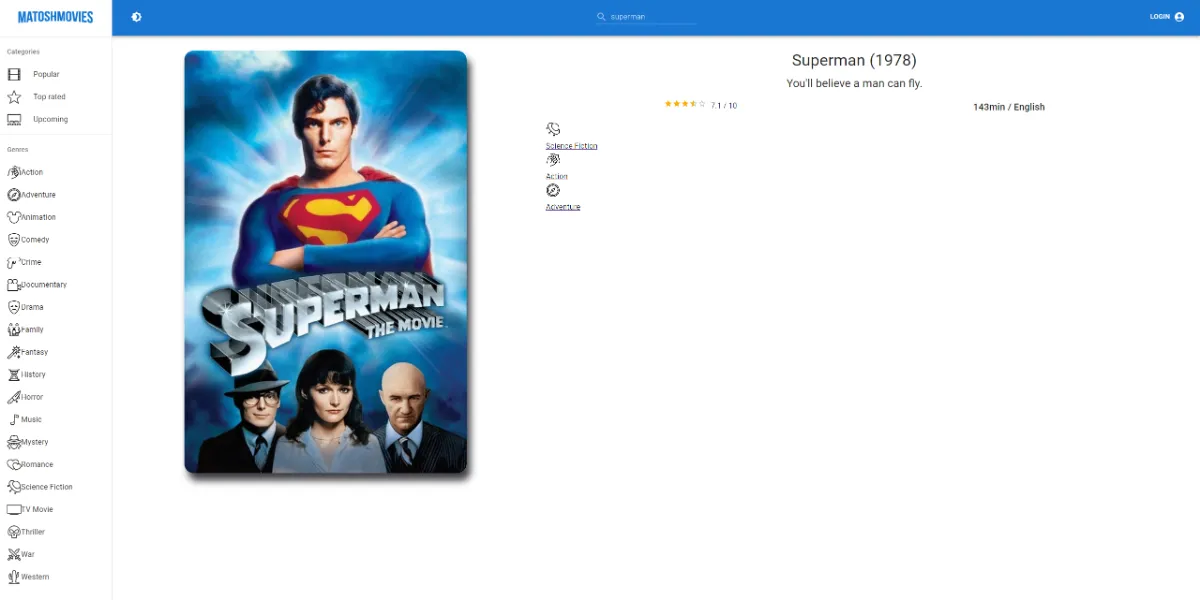 MATOSHMOVIES
superman
LOGIN
Categories
Popular
Top rated
Upcoming
Genres
Action
Adventure
Animation
Comedy
Crime
Documentary
Drama
Family
Fantasy
History
Horror
Music
Mystery
Romance
Science Fiction
TV Movie
Thriller
War
Western
SUPERMAN
THE MOVIE
Superman (1978)
You'll believe a man can fly.
7.1 / 10
143min / English
Science Fiction
Action
Adventure